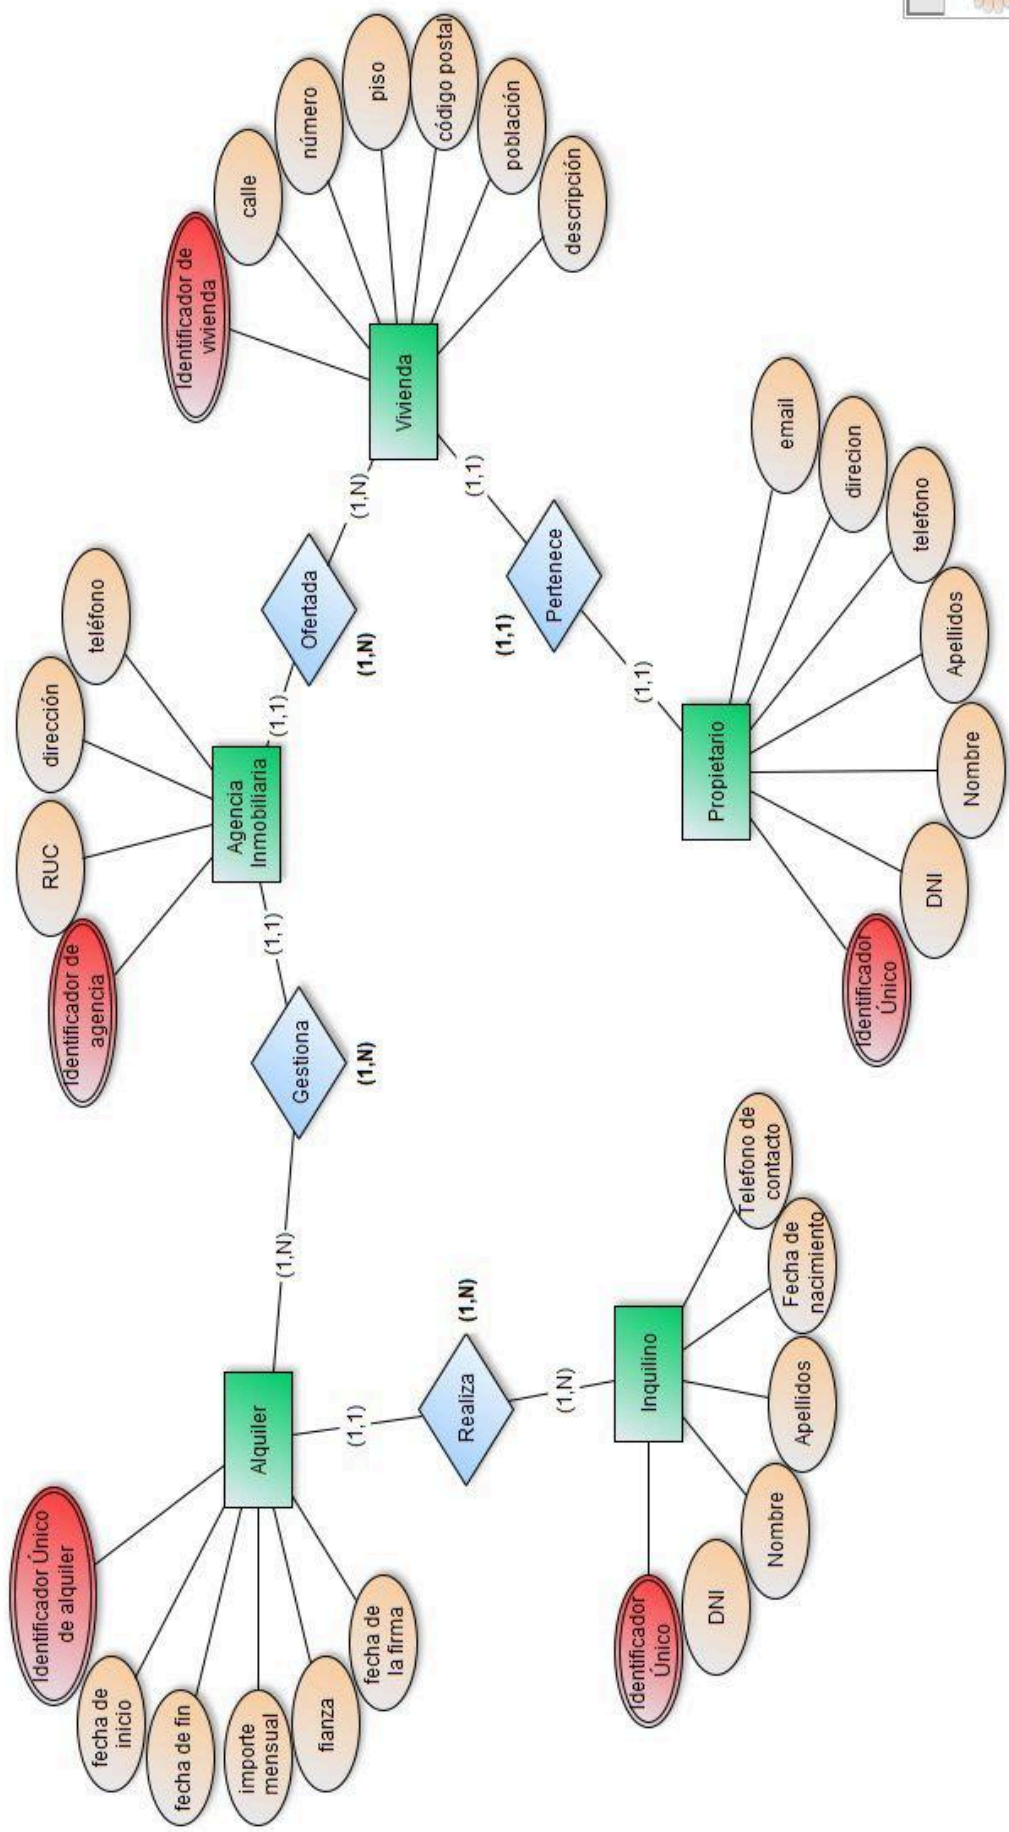 Identificador Único
de alquiler
fecha de
inicio
fecha de fin
importe
mensual
fianza
fecha de
la firma
Alquiler
(1,1)
Realiza
(1,N)
(1,N)
Inquilino
Identificador
Único
DNI
Nombre
Apellidos
Fecha de
nacimiento
Telefono de
contacto
(1,N)
Gestiona
(1,N)
(1,1)
Identificador de
agencia
RUC
dirección
teléfono
Agencia
Inmobiliaria
(1,1)
Ofertada
(1,N)
(1,N)
Identificador de
vivienda
calle
número
piso
código postal
población
descripción
Vivienda
(1,1)
Pertenece
(1,1)
(1,1)
Propietario
Identificador
Único
DNI
Nombre
Apellidos
telefono
direcion
email